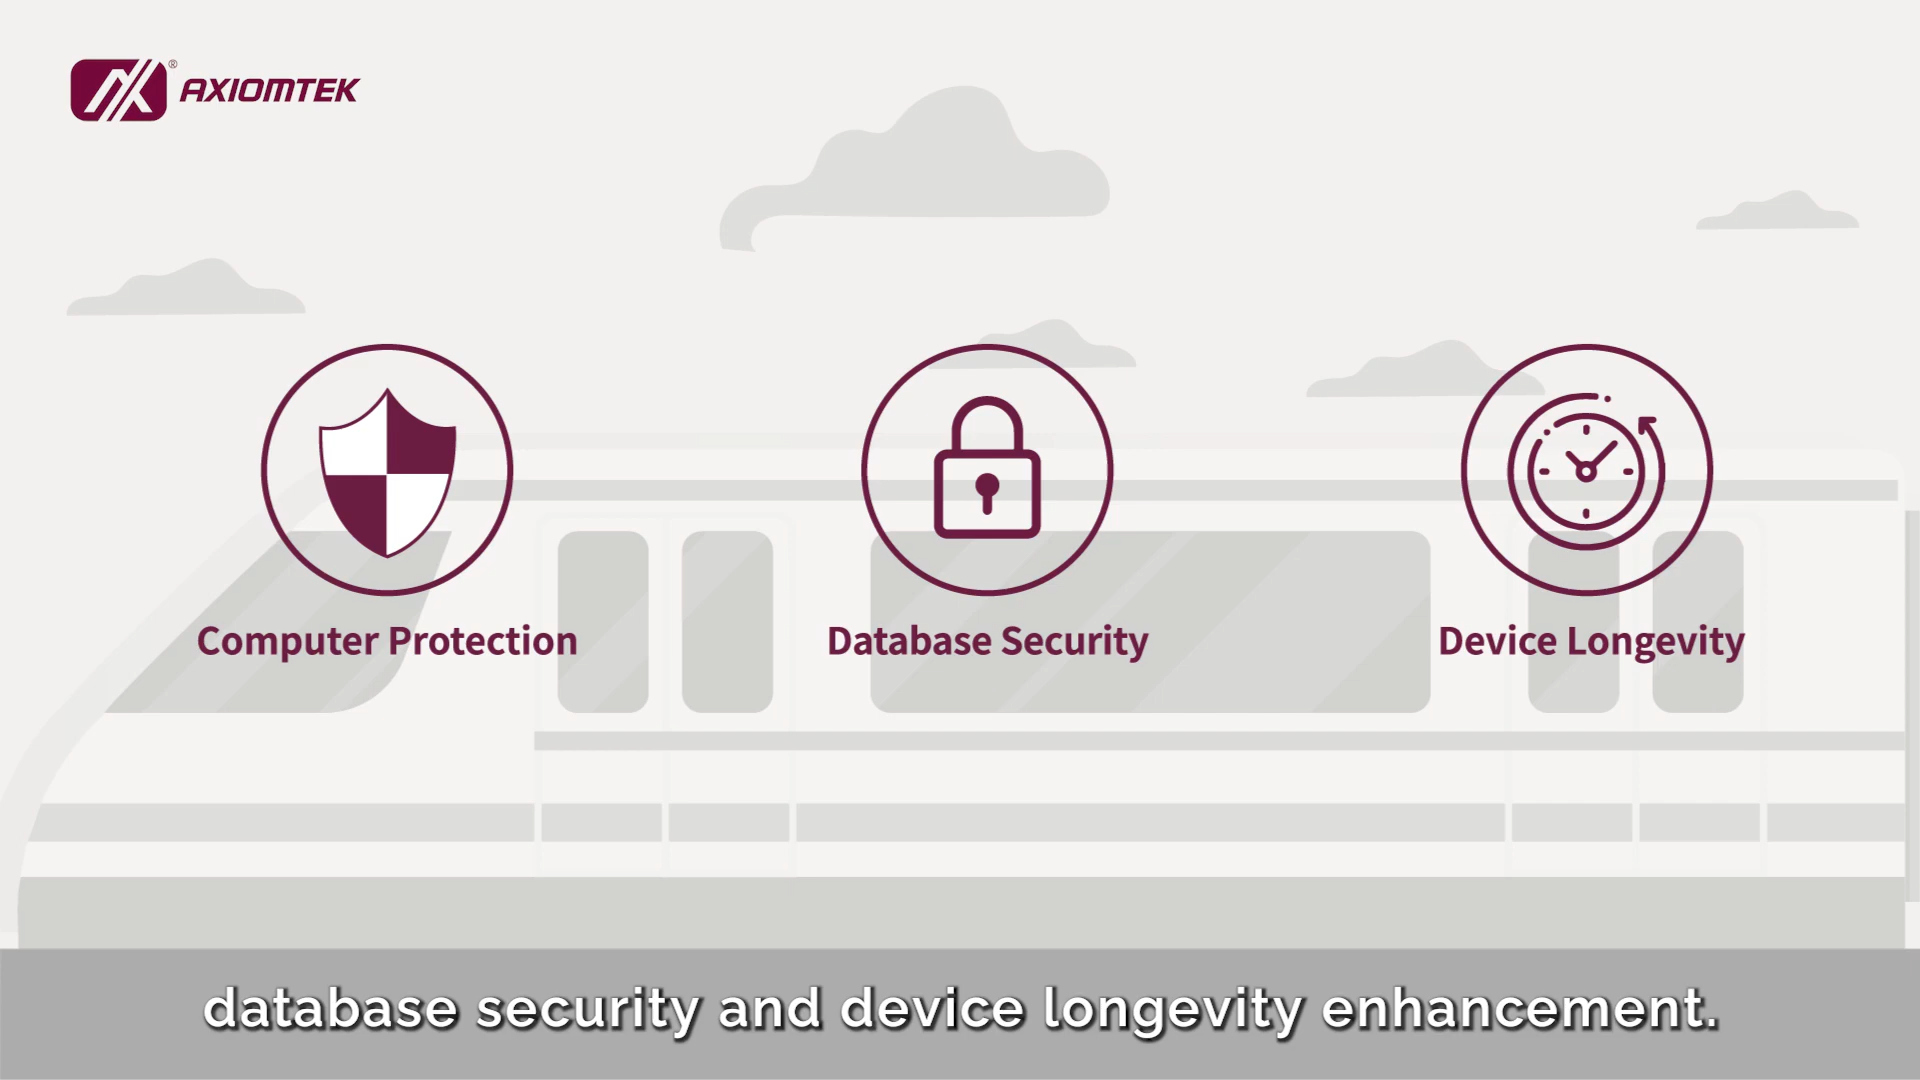 AXIOMTEK®
Computer Protection
Database Security
Device Longevity
database security and device longevity enhancement.